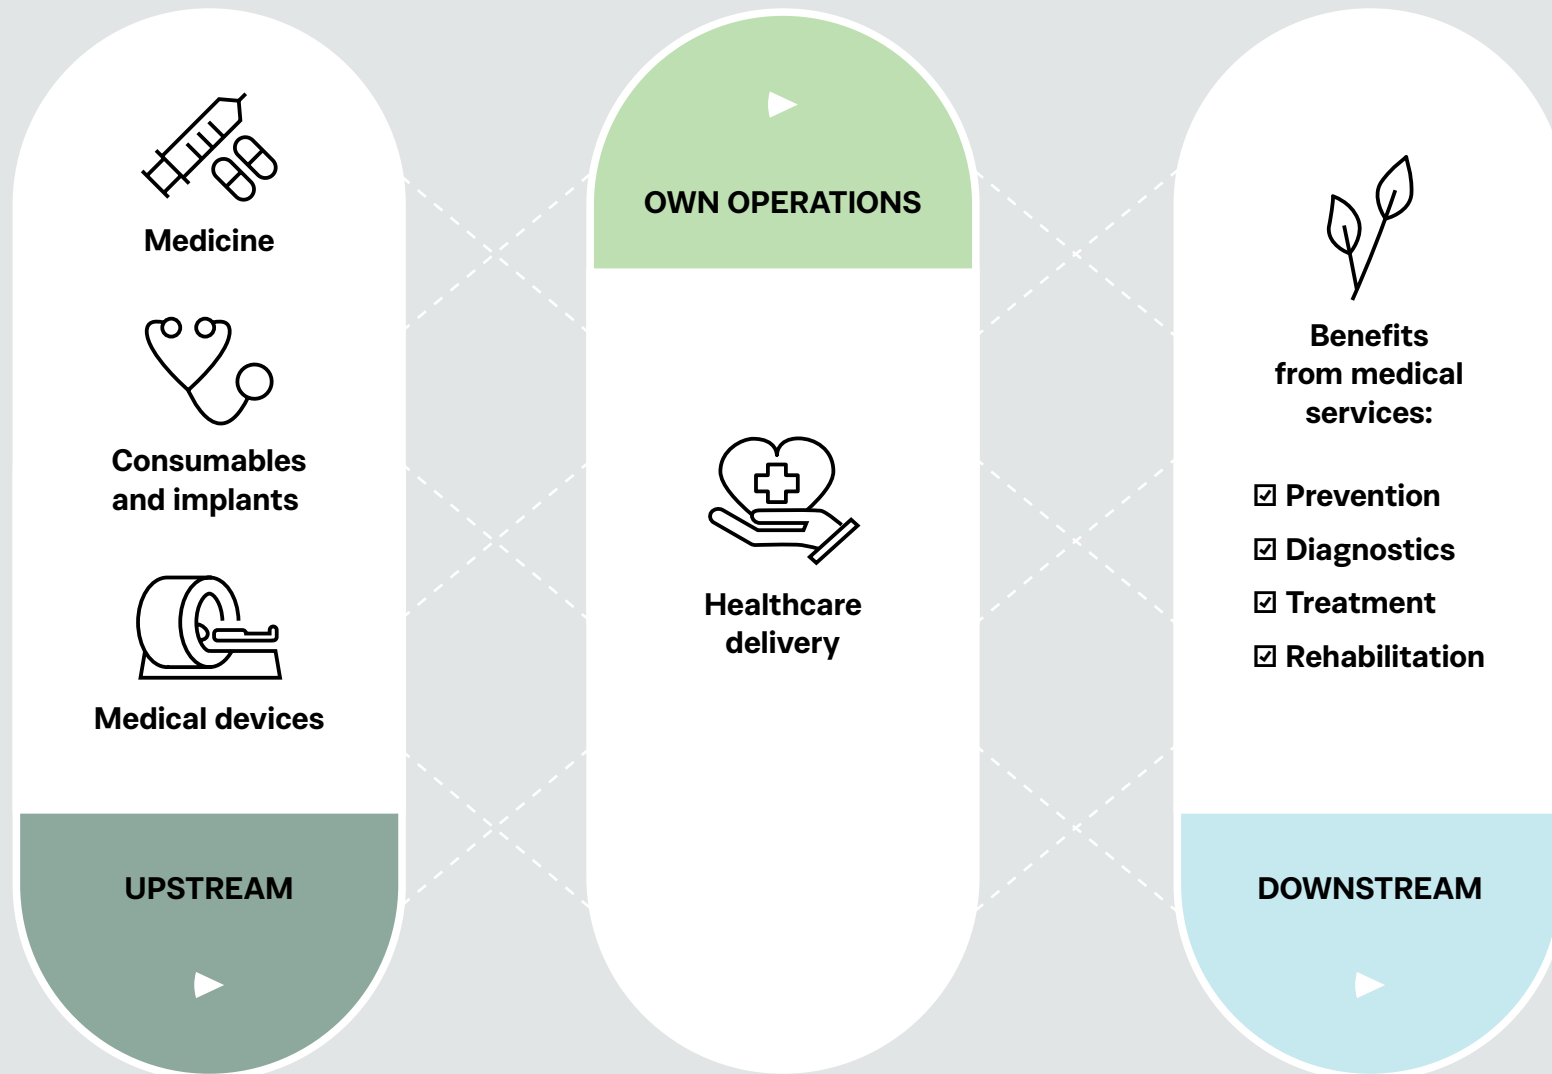 Medicine
Consumables
and implants
Medical devices
UPSTREAM
OWN OPERATIONS
Healthcare
delivery
Benefits
from medical
services:
Prevention
Diagnostics
Treatment
Rehabilitation
DOWNSTREAM